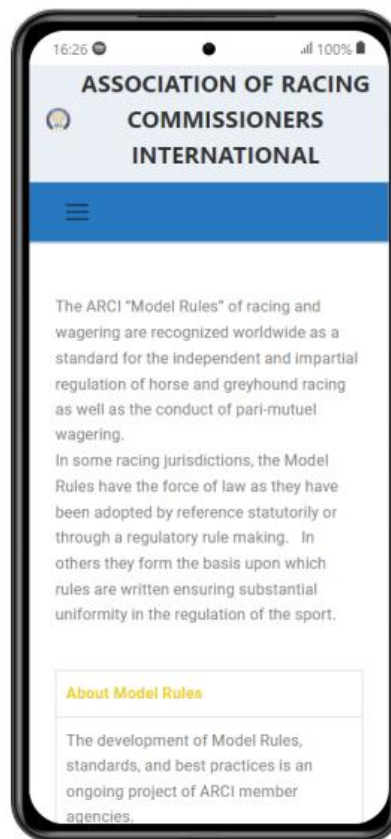 16:26 100%
ASSOCIATION OF RACING
COMMISSIONERS
INTERNATIONAL
The ARCI "Model Rules" of racing and
wagering are recognized worldwide as a
standard for the independent and impartial
regulation of horse and greyhound racing
as well as the conduct of pari-mutuel
wagering.
In some racing jurisdictions, the Model
Rules have the force of law as they have
been adopted by reference statutorily or
through a regulatory rule making. In
others they form the basis upon which
rules are written ensuring substantial
uniformity in the regulation of the sport.
About Model Rules
The development of Model Rules,
standards, and best practices is an
ongoing project of ARCI member
agencies.